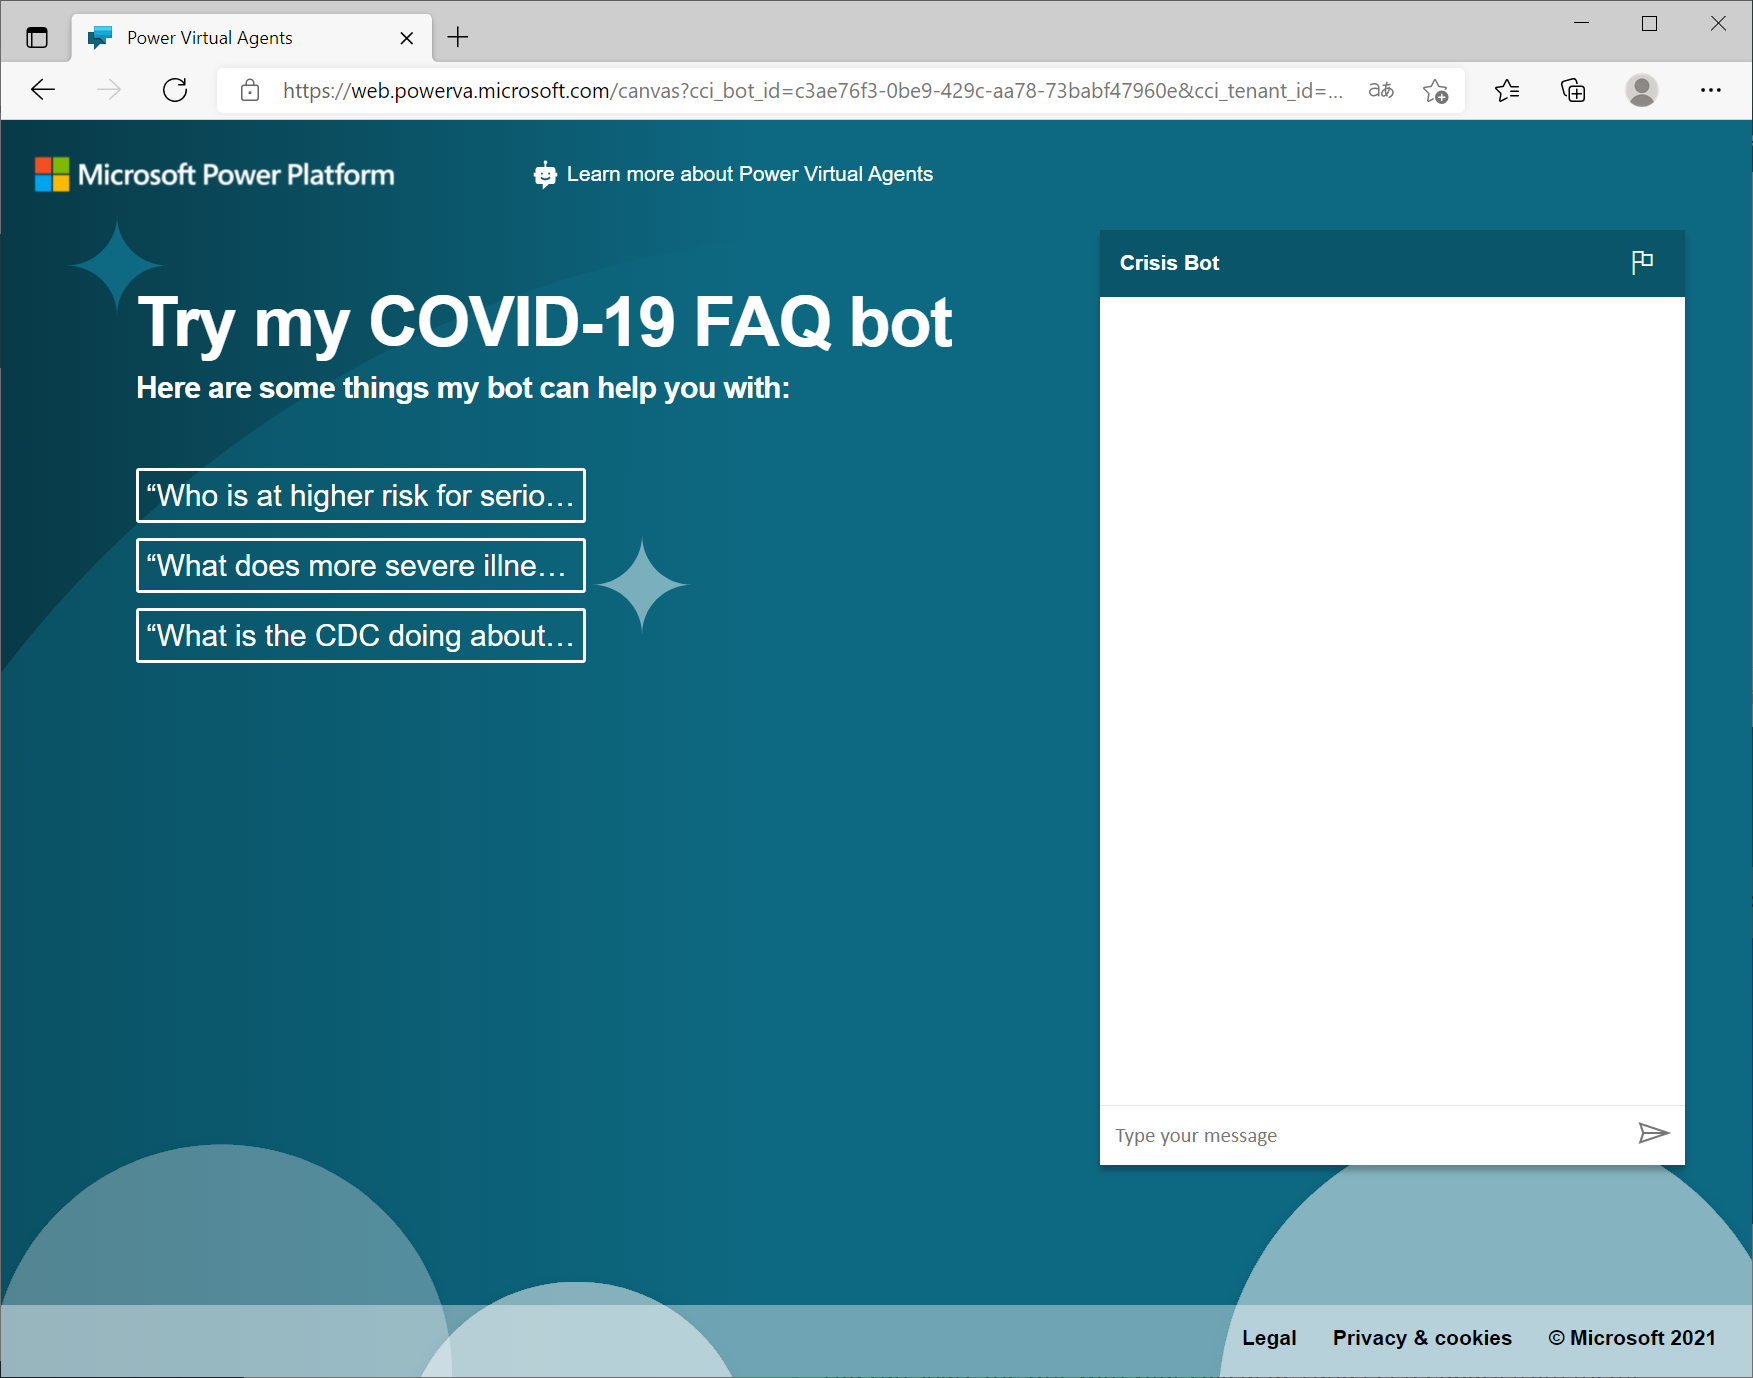 Power Virtual Agents
https://web.powerva.microsoft.com/canvas?cci_bot_id=c3ae76f3-0be9-429c-aa78-73babf47960e&cci_tenant_id=...
aあ
Microsoft Power Platform
Learn more about Power Virtual Agents
Crisis Bot
Try my COVID-19 FAQ bot
Here are some things my bot can help you with:
“Who is at higher risk for serio...
“What does more severe illne...
“What is the CDC doing about...
Type your message
Legal Privacy & cookies © Microsoft 2021